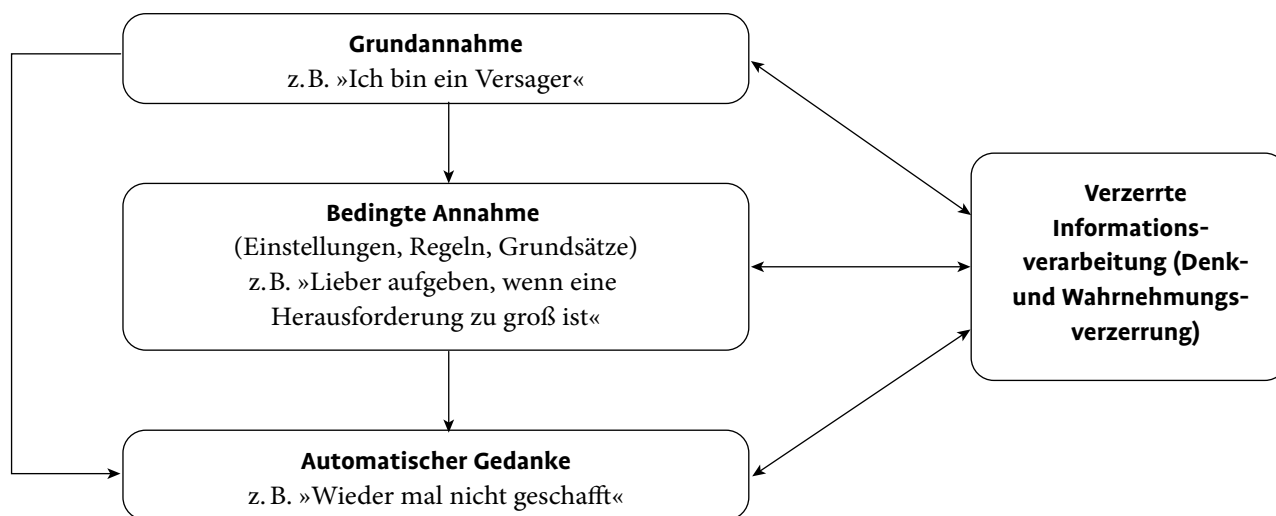 Grundannahme
z. B. »Ich bin ein Versager«
Bedingte Annahme
(Einstellungen, Regeln, Grundsätze)
z. B. »Lieber aufgeben, wenn eine
Herausforderung zu groß ist«
Automatischer Gedanke
z. B. »Wieder mal nicht geschafft«
Verzerrte
Informations-
verarbeitung (Denk-
und Wahrnehmungs-
verzerrung)